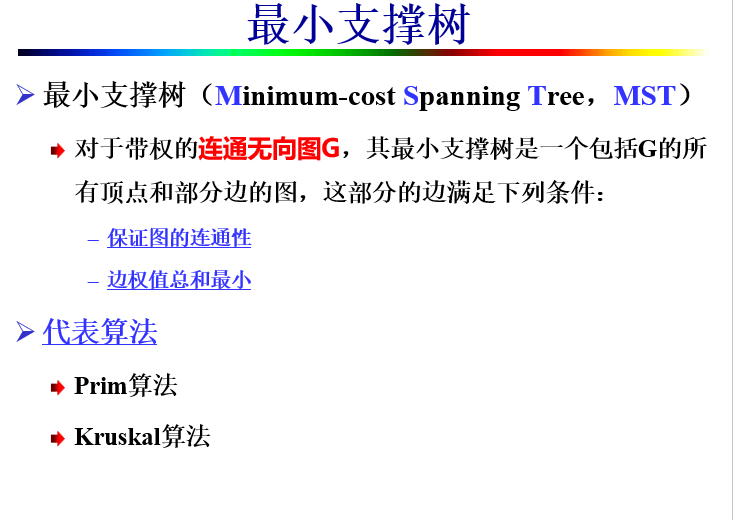 最小支撑树
最小支撑树（Minimum-cost Spanning Tree，MST）
对于带权的连通无向图G，其最小支撑树是一个包括G的所
有顶点和部分边的图，这部分的边满足下列条件：
– 保证图的连通性
– 边权值总和最小
代表算法
Prim算法
Kruskal算法